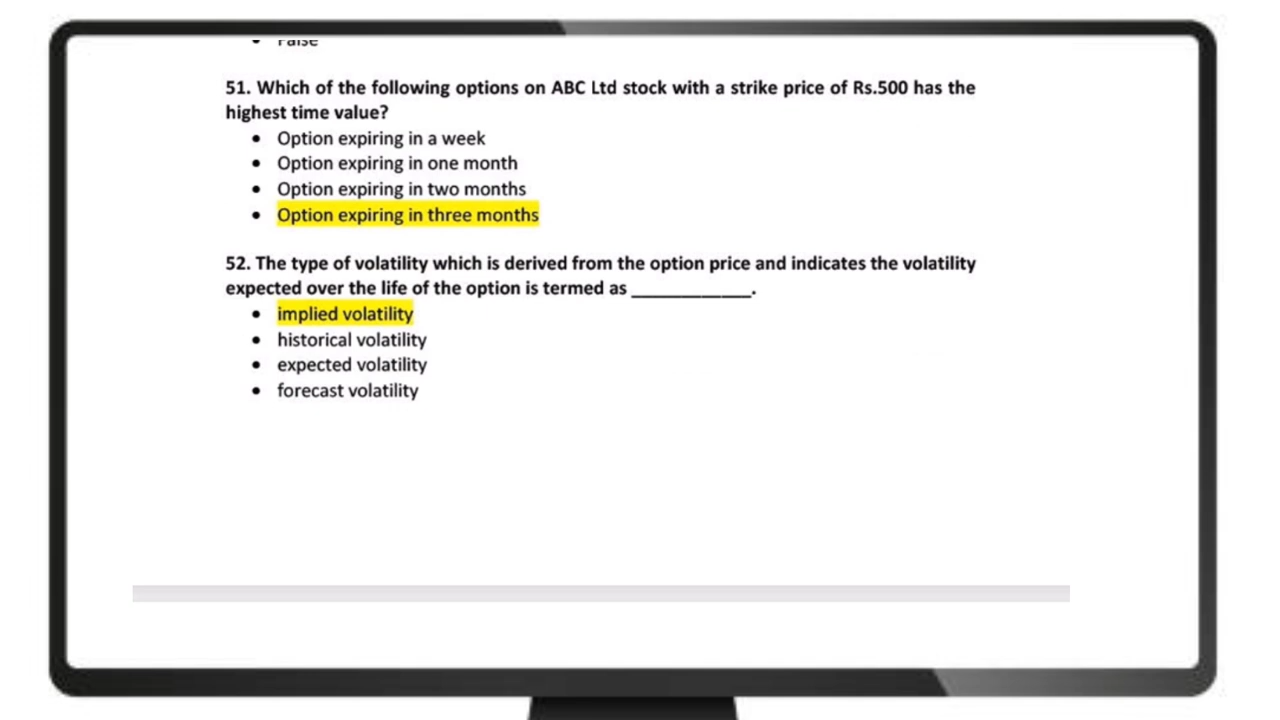 • False
51. Which of the following options on ABC Ltd stock with a strike price of Rs.500 has the
highest time value?
• Option expiring in a week
• Option expiring in one month
• Option expiring in two months
• Option expiring in three months
52. The type of volatility which is derived from the option price and indicates the volatility
expected over the life of the option is termed as ____________.
• implied volatility
• historical volatility
• expected volatility
• forecast volatility